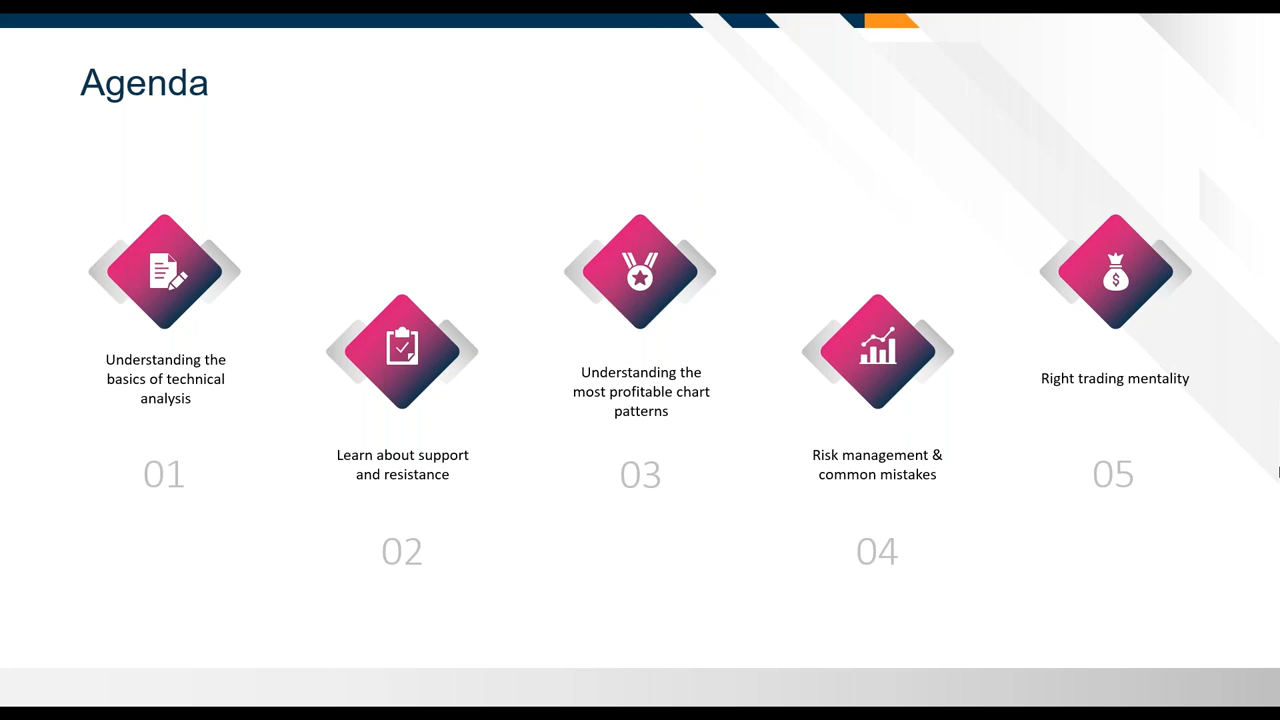 Agenda
Understanding the
basics of technical
analysis
01
Learn about support
and resistance
02
Understanding the
most profitable chart
patterns
03
Risk management &
common mistakes
04
Right trading mentality
05